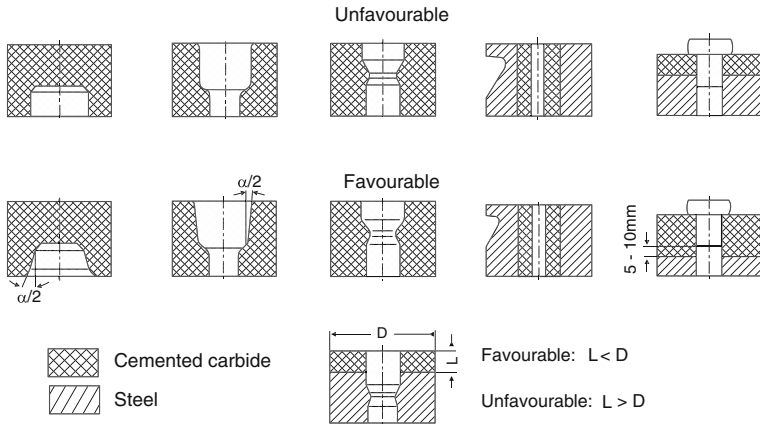 Unfavourable
α/2
Favourable
5 - 10mm
α/2
D
L
Cemented carbide
Favourable: L < D
Steel
Unfavourable: L > D